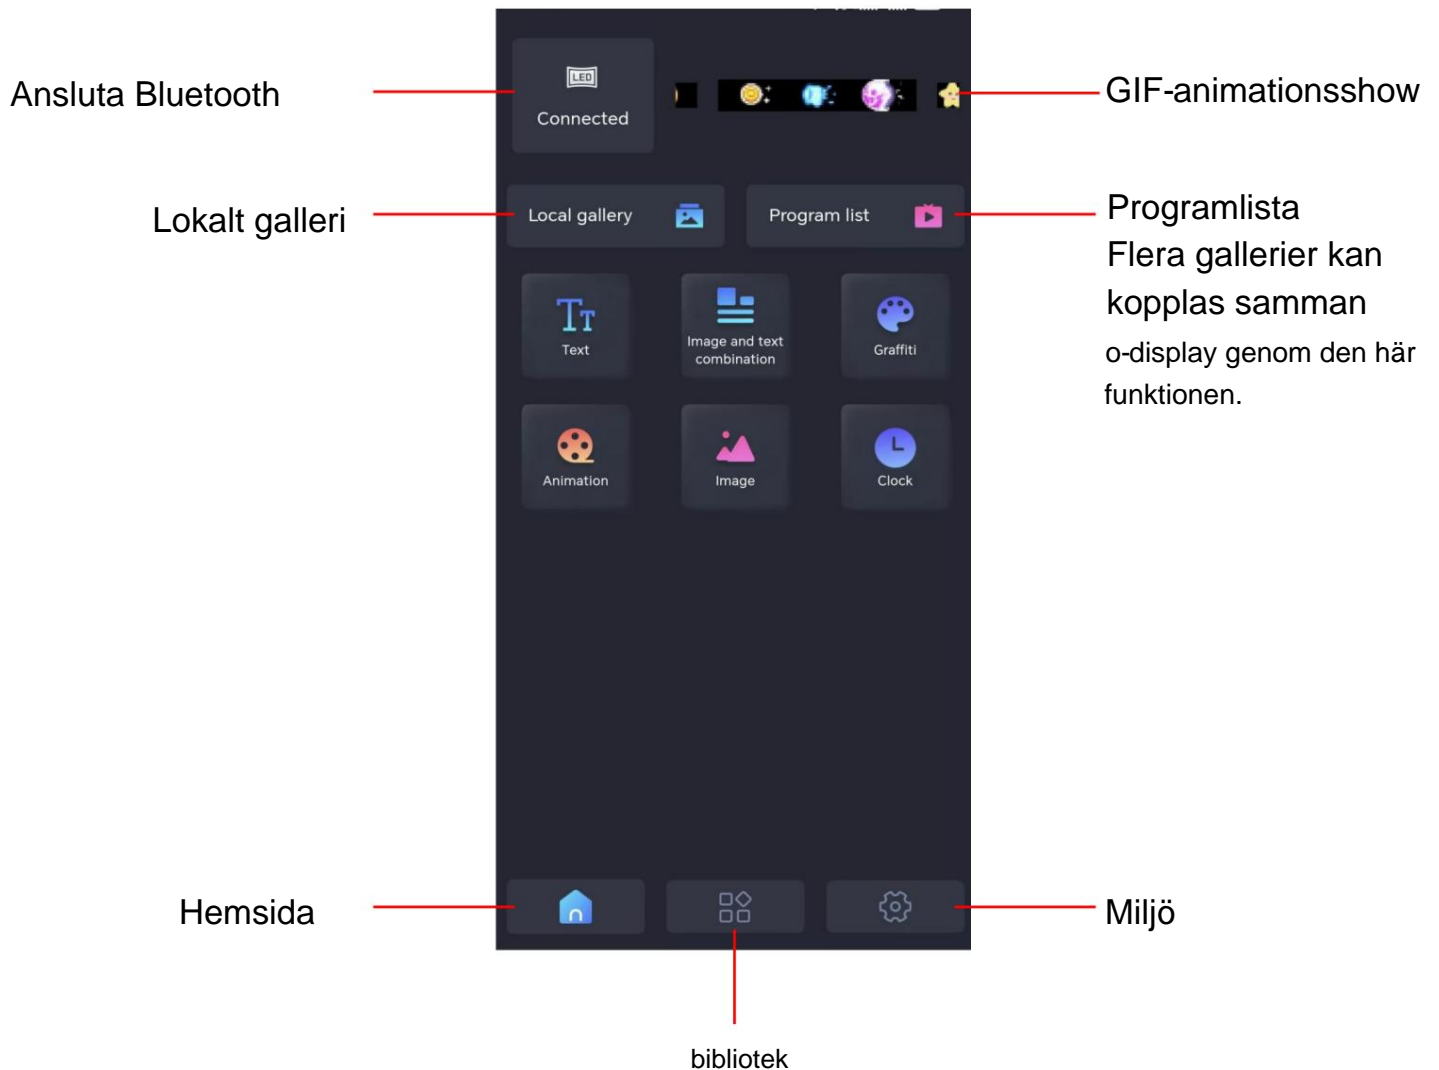 Ansluta Bluetooth
LED
Connected
GIF-animationsshow
Lokalt galleri
Local gallery
Program list
Programlista
Flera gallerier kan
kopplas samman
o-display genom den här
funktionen.
Text
Image and text
combination
Graffiti
Animation
Image
Clock
Hemsida
Miljö
bibliotek